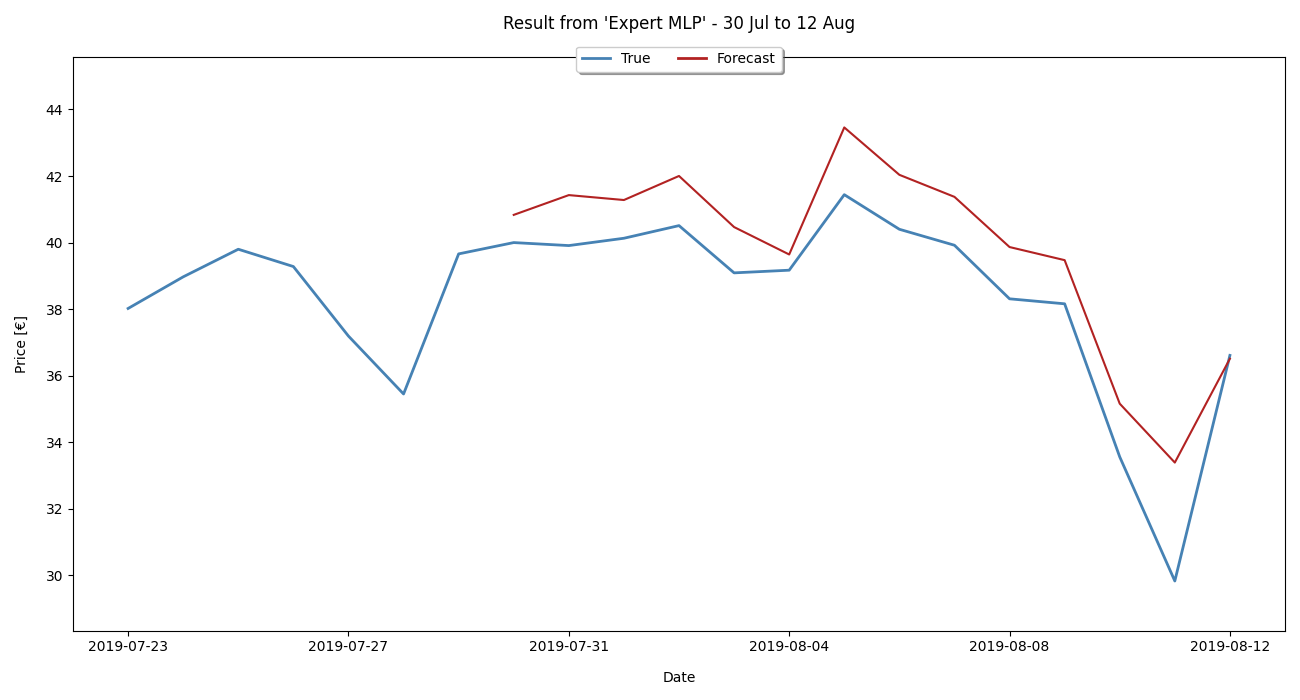 Result from 'Expert MLP' - 30 Jul to 12 Aug
True Forecast
44
42
40
38
36
34
32
30
Price [€]
2019-07-23 2019-07-27 2019-07-31 2019-08-04 2019-08-08 2019-08-12
Date